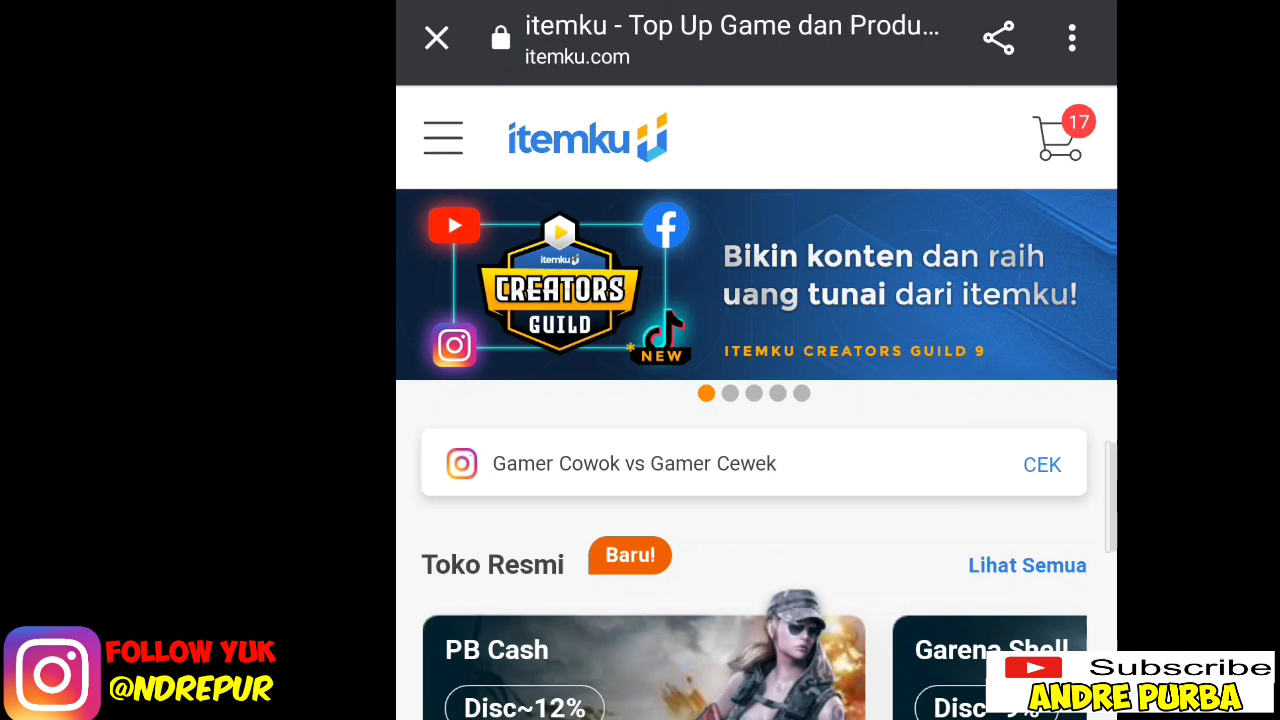 itemku - Top Up Game dan Produ...
itemku.com
itemku
17
itemku
CREATORS
GUILD
NEW
Bikin konten dan raih
uang tunai dari itemku!
ITEMKU CREATORS GUILD 9
Gamer Cowok vs Gamer Cewek
CEK
Toko Resmi
Baru!
Lihat Semua
PB Cash
Disc~12%
Garena Shell
FOLLOW YUK
@NDREPUR
Subscribe
ANDRE PURBA